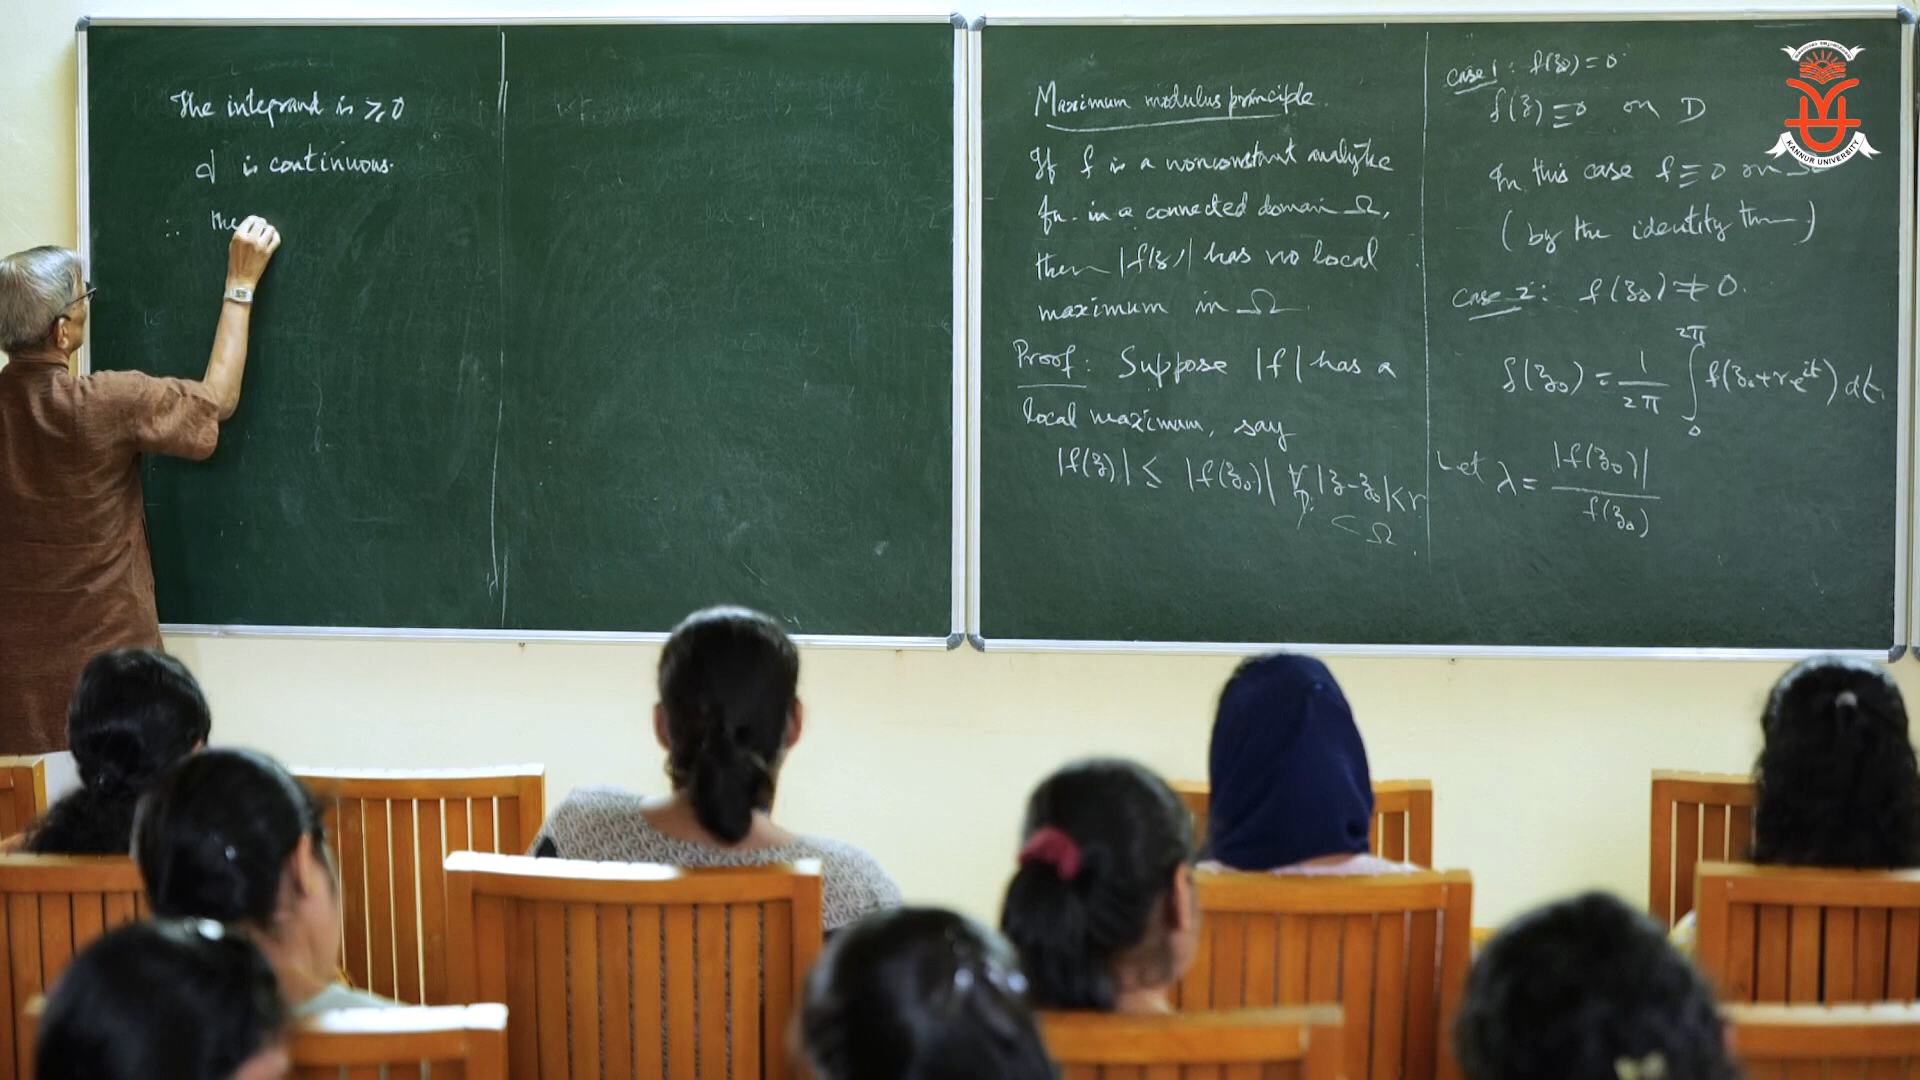 The integrand is ≥ 0
d is continuous.
∴ the
Maximum modulus principle.
If f is a nonconstant analytic
fn. in a connected domain Ω,
then |f(z)| has no local
maximum in Ω.
Proof: Suppose |f| has a
local maximum, say
|f(z)| ≤ |f(z₀)| ∀ |z-z₀|<r
D:
⊂ Ω.
Case 1: f(z₀) = 0.
f(z) ≡ 0 on D
In this case f ≡ 0 on
(by the identity thm)
Case 2: f(z₀) ≠ 0.
f(z₀) = 1/2π ∫₀^2π f(z₀+re^it) dt.
Let λ = |f(z₀)| / f(z₀)
KANNUR UNIVERSITY